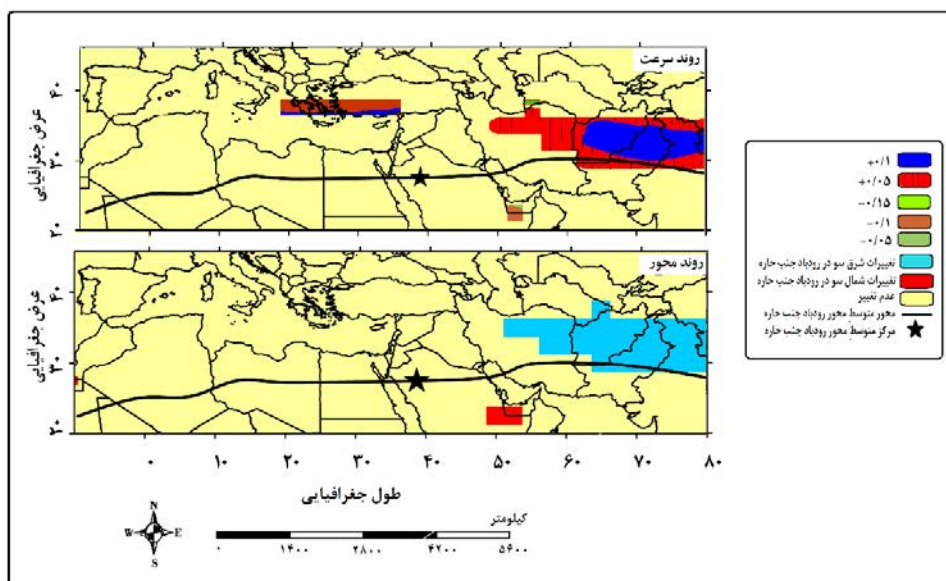 روند سرعت
۴۰
۳۰
۲۰
عرض جغرافیایی
روند محور
۴۰
۳۰
۲۰
عرض جغرافیایی
۰ ۱۰ ۲۰ ۳۰ ۴۰ ۵۰ ۶۰ ۷۰ ۸۰
طول جغرافیایی
N
W E
S
کیلومتر
۰ ۱۴۰۰ ۲۸۰۰ ۴۲۰۰ ۵۶۰۰
+۰/۱
+۰/۰۵
-۰/۱۵
-۰/۱
-۰/۰۵
تغییرات شرق سو در رودباد جنب حاره
تغییرات شمال سو در رودباد جنب حاره
عدم تغییر
محور متوسط محور رودباد جنب حاره
مرکز متوسط محور رودباد جنب حاره